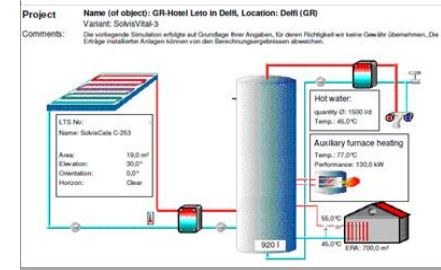 Project Name (of object): GR-Hotel Leto in Delfi, Location: Delfi (GR)
Variant: SolvisVital-3
Comments: Die vorliegende Simulation erfolgte auf Grundlage Ihrer Angaben, für deren Richtigkeit wir keine Gewähr übernehmen. Die
Erträge installierter Anlagen können von den Berechnungsergebnissen abweichen.
LTS No:
Name: SolvisCala C-253
Area: 19,0 m²
Elevation: 30,0°
Orientation: 0,0°
Horizon: Clear
Hot water:
quantity Ø: 1500 l/d
Temp.: 45,0°C
Auxiliary furnace heating
Temp.: 77,0°C
Performance: 130,0 kW
55,0°C
45,0°C
920 l
ERA: 700,0 m²